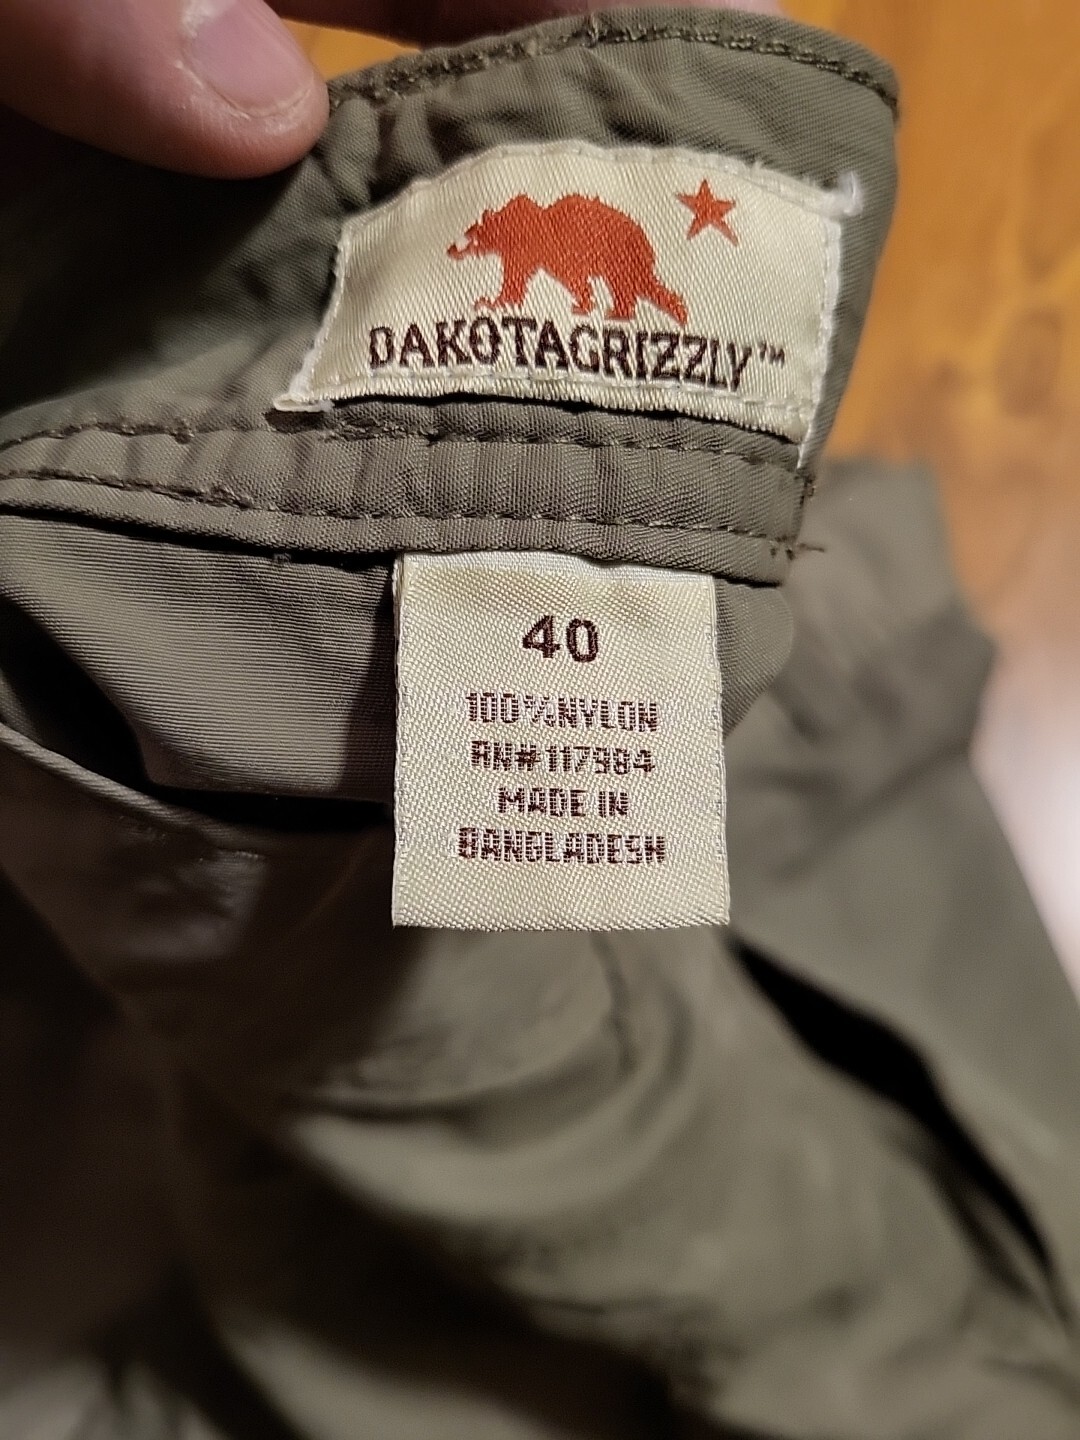 DAKOTAGRIZZLY™
40
100%NYLON
RN#117984
MADE IN
BANGLADESH